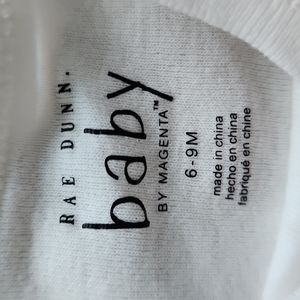 RAE DUNN.
baby
BY MAGENTA™
6-9M
made in china
hecho en china
fabriqué en chine